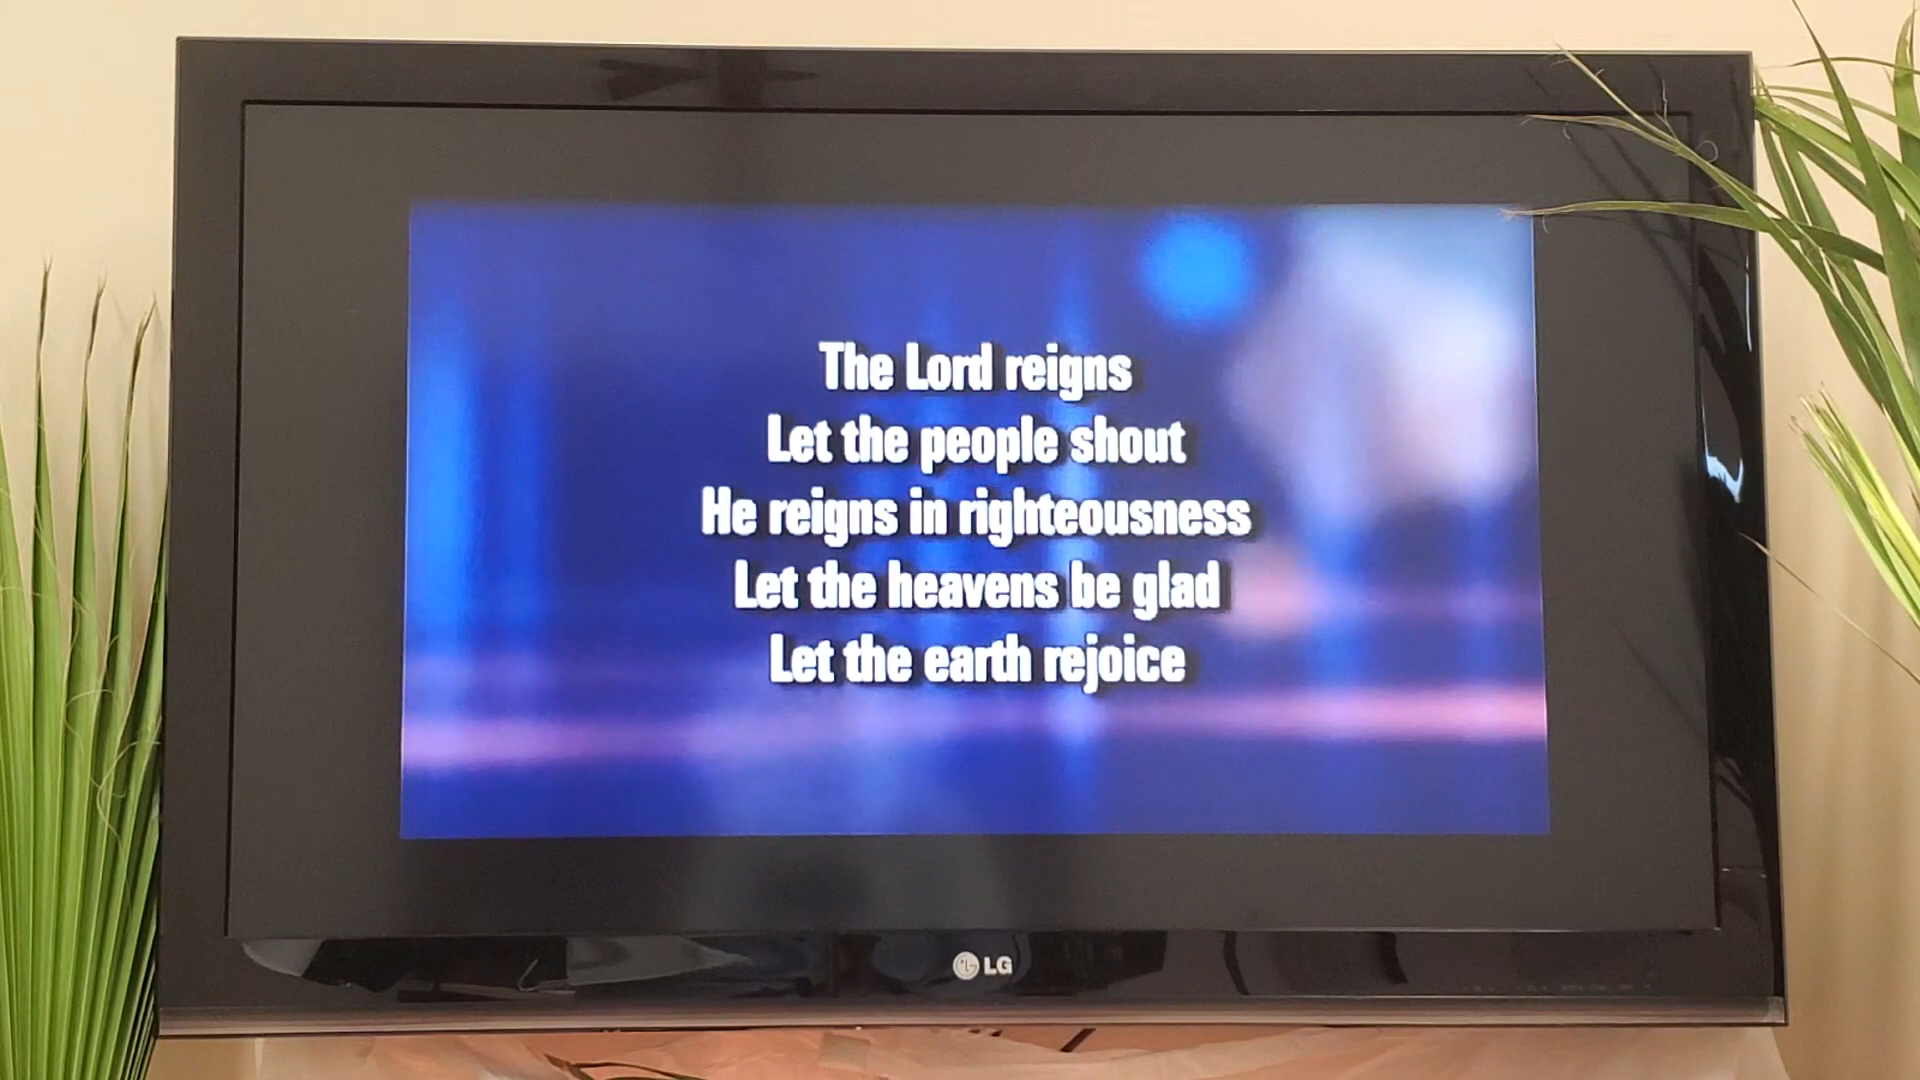 The Lord reigns
Let the people shout
He reigns in righteousness
Let the heavens be glad
Let the earth rejoice
LG